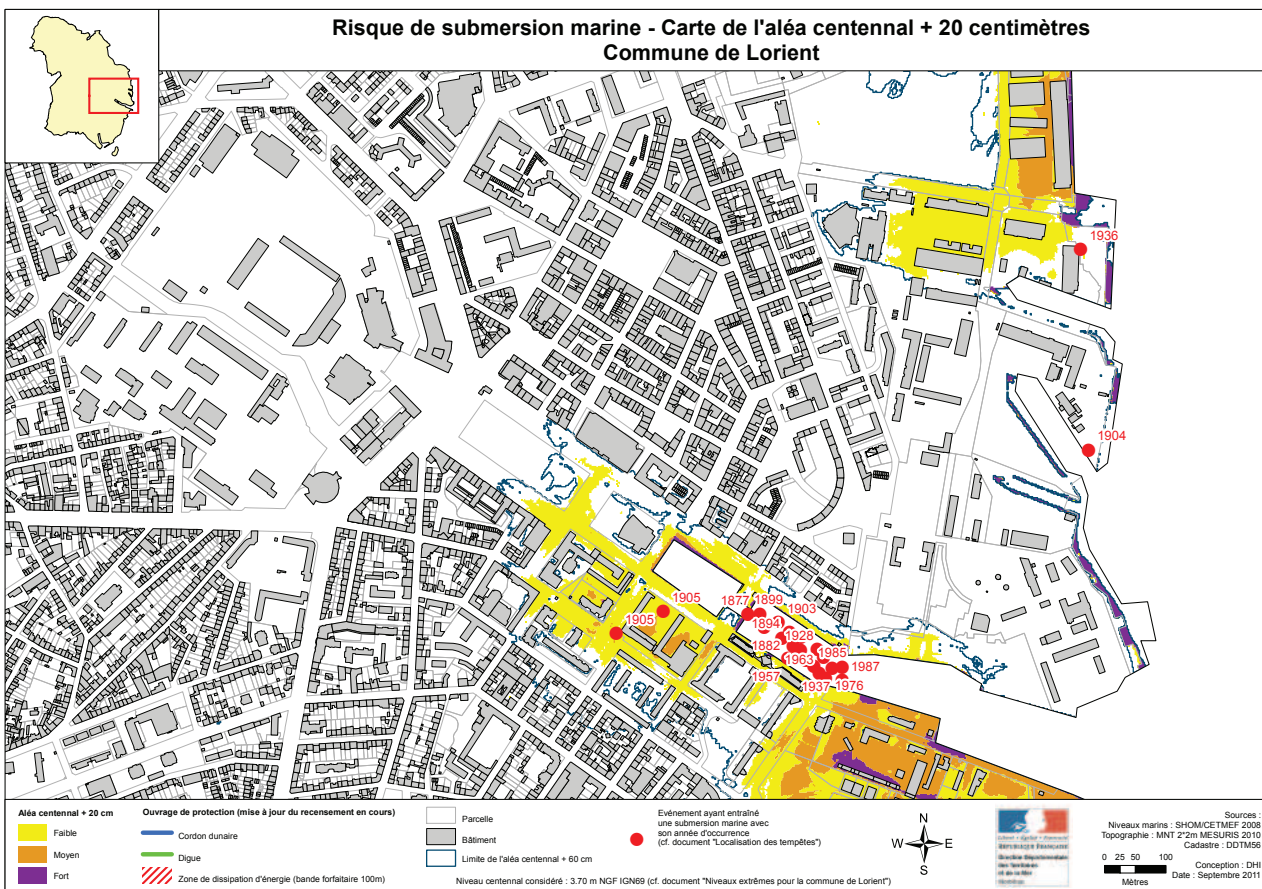 Risque de submersion marine - Carte de l'aléa centennal + 20 centimètres
Commune de Lorient
1936
1904
1905
1905
1877
1899
1903
1894
1928
1882
1985
1963
1987
1957
1937
1976
Aléa centennal + 20 cm
Faible
Moyen
Fort
Ouvrage de protection (mise à jour du recensement en cours)
Cordon dunaire
Digue
Zone de dissipation d'énergie (bande forfaitaire 100m)
Parcelle
Bâtiment
Limite de l'aléa centennal + 60 cm
Evénement ayant entraîné
une submersion marine avec
son année d'occurrence
(cf. document "Localisation des tempêtes")
Niveau centennal considéré : 3.70 m NGF IGN69 (cf. document "Niveaux extrêmes pour la commune de Lorient")
N
W E
S
RÉPUBLIQUE FRANÇAISE
0 25 50 100
Mètres
Sources :
Niveaux marins : SHOM/CETMEF 2008
Topographie : MNT 2*2m MESURIS 2010
Cadastre : DDTM56
Conception : DHI
Date : Septembre 2011